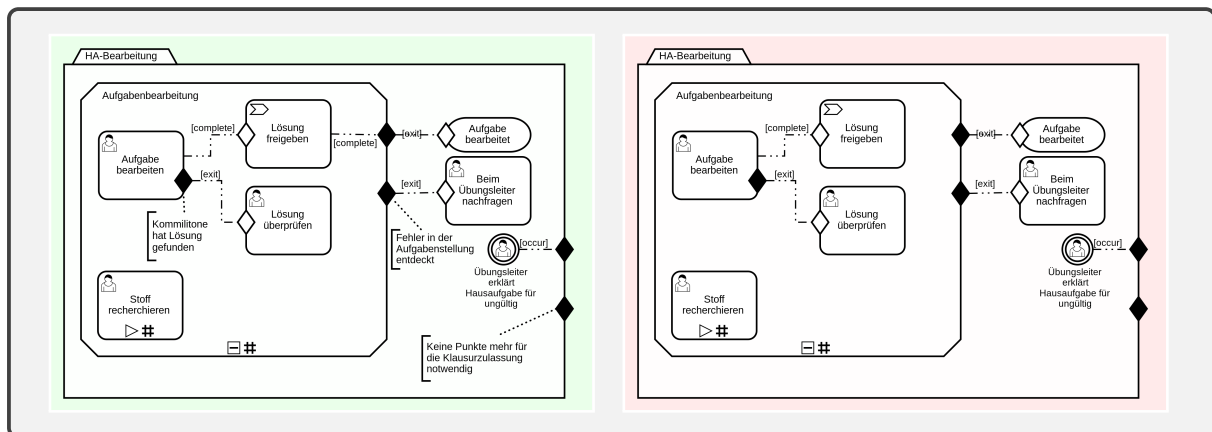 HA-Bearbeitung
Aufgabenbearbeitung
Aufgabe
bearbeiten
[complete]
[exit]
Lösung
freigeben
[complete]
Lösung
überprüfen
Kommilitone
hat Lösung
gefunden
Stoff
recherchieren
[exit]
Aufgabe
bearbeitet
[exit]
Beim
Übungsleiter
nachfragen
Fehler in der
Aufgabenstellung
entdeckt
[occur]
Übungsleiter
erklärt
Hausaufgabe für
ungültig
Keine Punkte mehr für
die Klausurzulassung
notwendig
HA-Bearbeitung
Aufgabenbearbeitung
Aufgabe
bearbeiten
[complete]
[exit]
Lösung
freigeben
Lösung
überprüfen
Stoff
recherchieren
[exit]
Aufgabe
bearbeitet
[exit]
Beim
Übungsleiter
nachfragen
[occur]
Übungsleiter
erklärt
Hausaufgabe für
ungültig